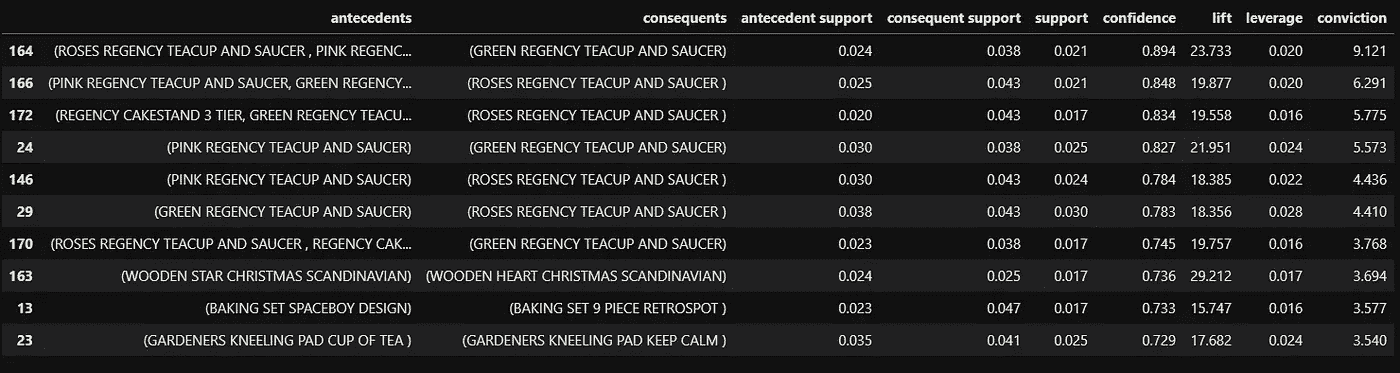 antecedents consequents antecedent support consequent support support confidence lift leverage conviction
164 (ROSES REGENCY TEACUP AND SAUCER , PINK REGENC... (GREEN REGENCY TEACUP AND SAUCER) 0.024 0.038 0.021 0.894 23.733 0.020 9.121
166 (PINK REGENCY TEACUP AND SAUCER, GREEN REGENCY... (ROSES REGENCY TEACUP AND SAUCER ) 0.025 0.043 0.021 0.848 19.877 0.020 6.291
172 (REGENCY CAKESTAND 3 TIER, GREEN REGENCY TEACU... (ROSES REGENCY TEACUP AND SAUCER ) 0.020 0.043 0.017 0.834 19.558 0.016 5.775
24 (PINK REGENCY TEACUP AND SAUCER) (GREEN REGENCY TEACUP AND SAUCER) 0.030 0.038 0.025 0.827 21.951 0.024 5.573
146 (PINK REGENCY TEACUP AND SAUCER) (ROSES REGENCY TEACUP AND SAUCER ) 0.030 0.043 0.024 0.784 18.385 0.022 4.436
29 (GREEN REGENCY TEACUP AND SAUCER) (ROSES REGENCY TEACUP AND SAUCER ) 0.038 0.043 0.030 0.783 18.356 0.028 4.410
170 (ROSES REGENCY TEACUP AND SAUCER , REGENCY CAK... (GREEN REGENCY TEACUP AND SAUCER) 0.023 0.038 0.017 0.745 19.757 0.016 3.768
163 (WOODEN STAR CHRISTMAS SCANDINAVIAN) (WOODEN HEART CHRISTMAS SCANDINAVIAN) 0.024 0.025 0.017 0.736 29.212 0.017 3.694
13 (BAKING SET SPACEBOY DESIGN) (BAKING SET 9 PIECE RETROSPOT ) 0.023 0.047 0.017 0.733 15.747 0.016 3.577
23 (GARDENERS KNEELING PAD CUP OF TEA ) (GARDENERS KNEELING PAD KEEP CALM ) 0.035 0.041 0.025 0.729 17.682 0.024 3.540